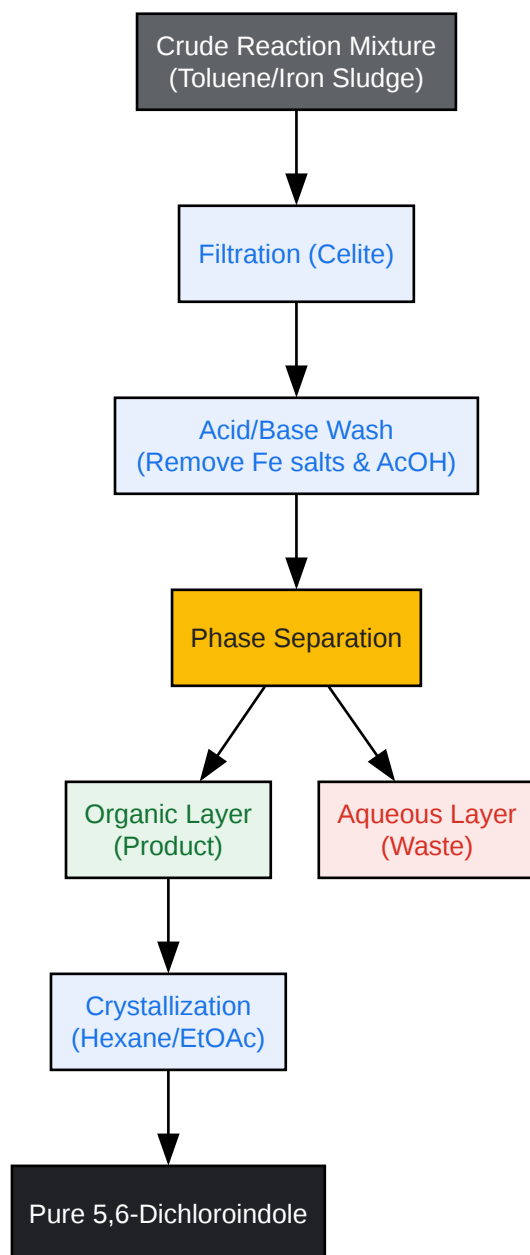 Crude Reaction Mixture
(Toluene/Iron Sludge)
Filtration (Celite)
Acid/Base Wash
(Remove Fe salts & AcOH)
Phase Separation
Organic Layer
(Product)
Aqueous Layer
(Waste)
Crystallization
(Hexane/EtOAc)
Pure 5,6-Dichloroindole